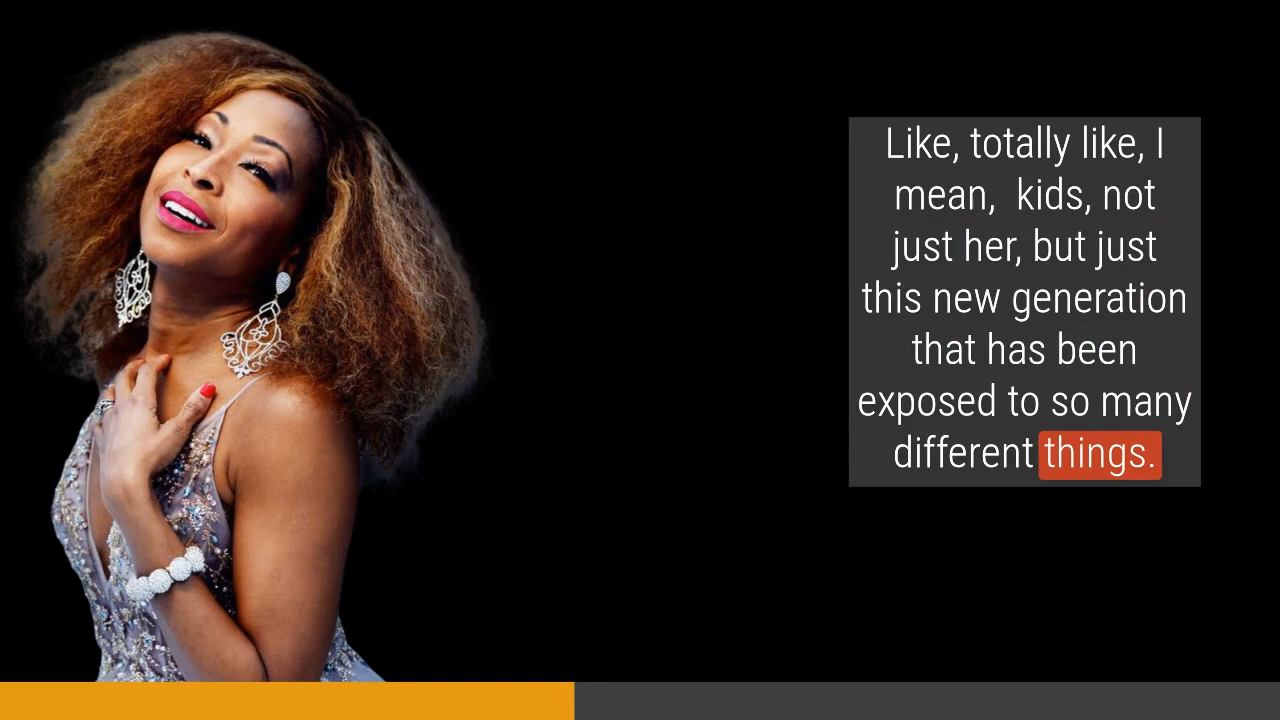 Like, totally like, I
mean,  kids, not
just her, but just
this new generation
that has been
exposed to so many
different things.